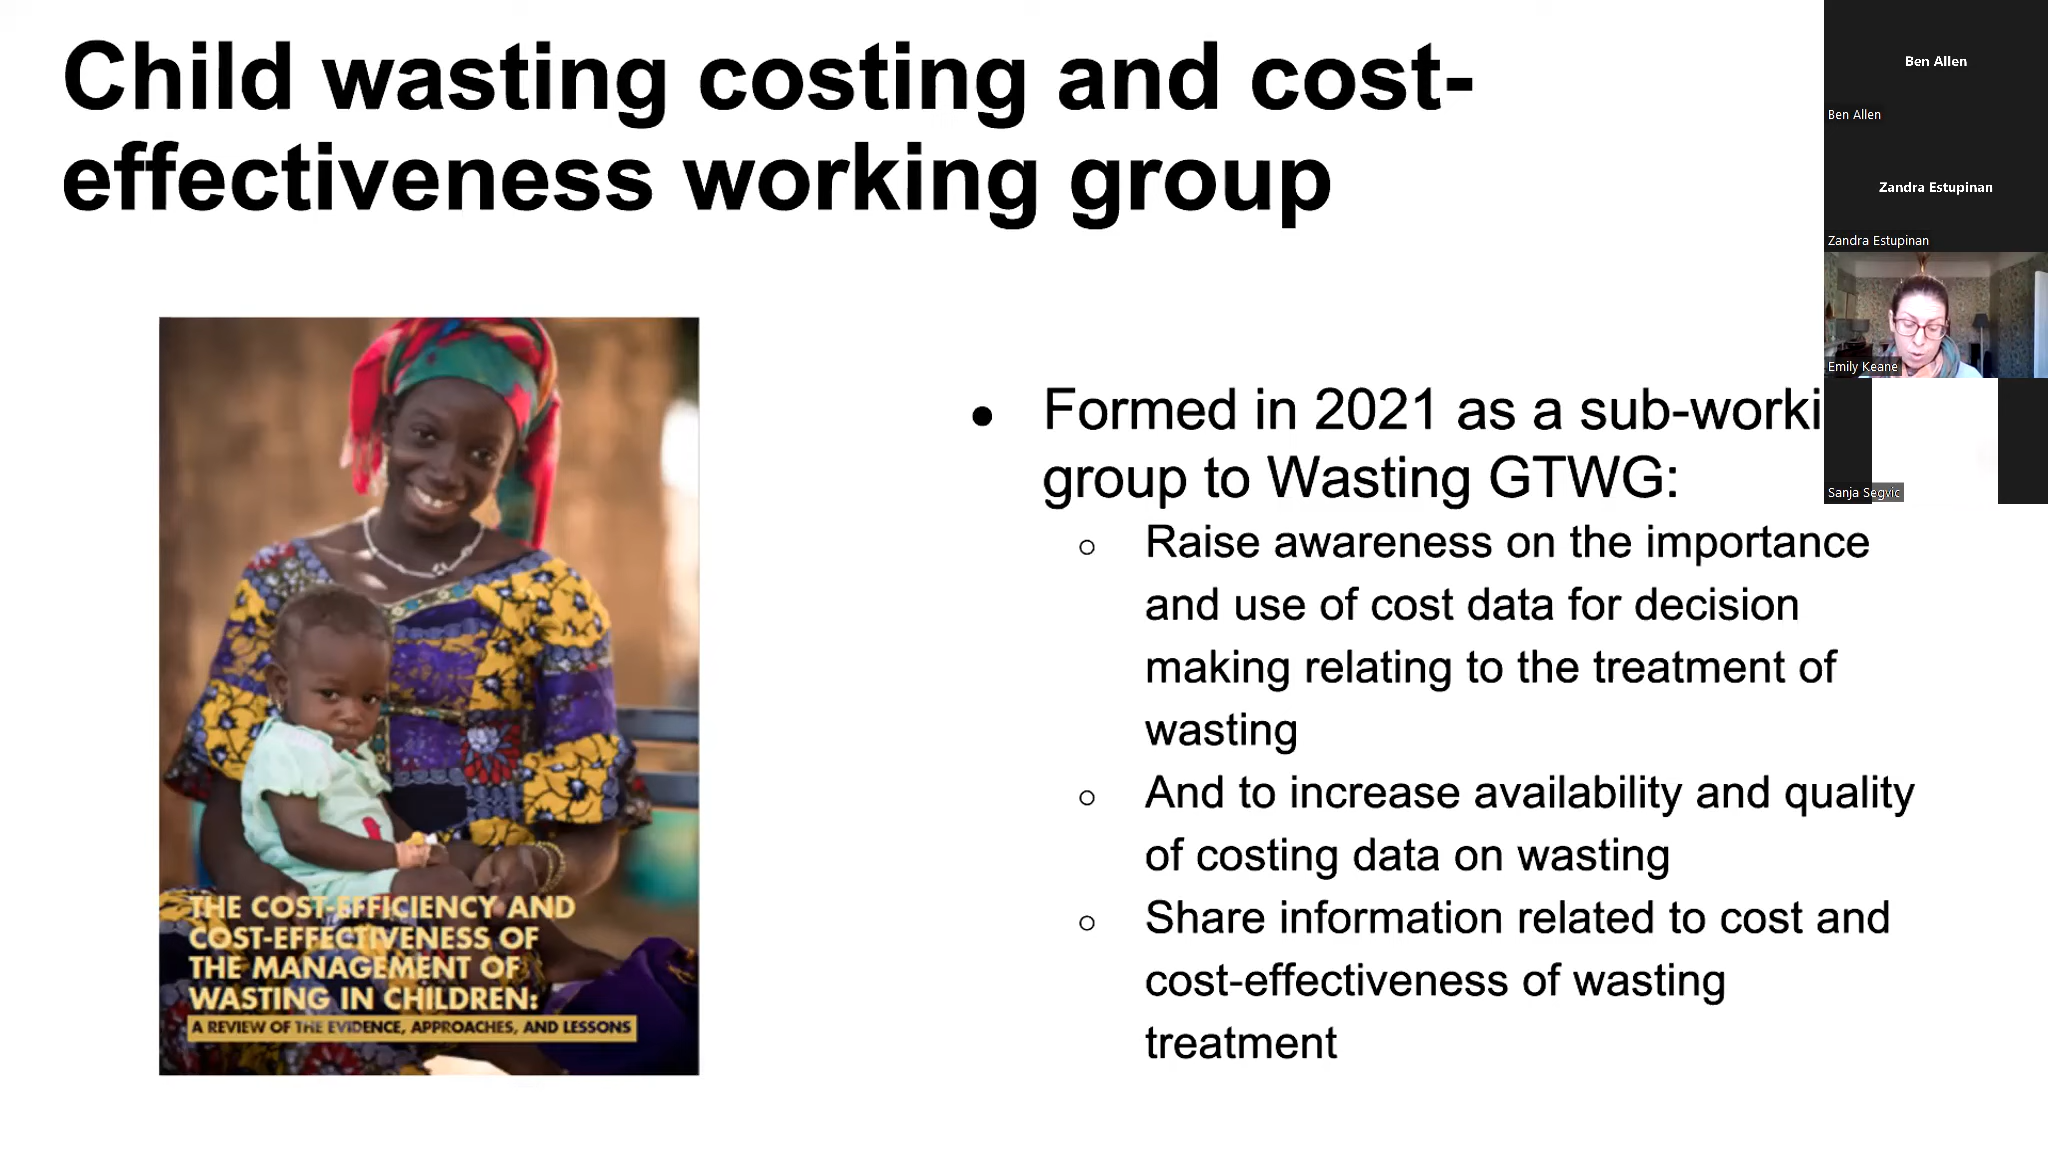 Child wasting costing and cost-
effectiveness working group
● Formed in 2021 as a sub-worki
group to Wasting GTWG:
○ Raise awareness on the importance
and use of cost data for decision
making relating to the treatment of
wasting
○ And to increase availability and quality
of costing data on wasting
○ Share information related to cost and
cost-effectiveness of wasting
treatment
THE COST-EFFICIENCY AND
COST-EFFECTIVENESS OF
THE MANAGEMENT OF
WASTING IN CHILDREN:
A REVIEW OF THE EVIDENCE, APPROACHES, AND LESSONS
Ben Allen
Ben Allen
Zandra Estupinan
Zandra Estupinan
Emily Keane
Sanja Segvic